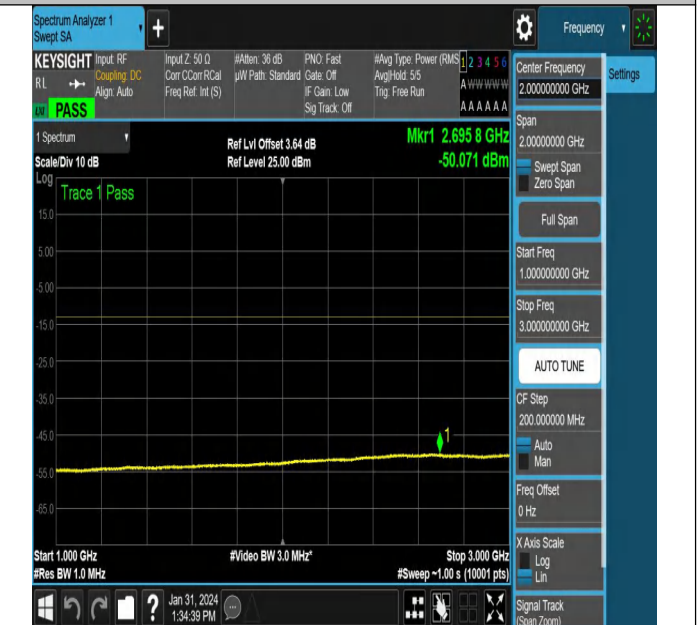 Spectrum Analyzer 1
Swept SA
+
Frequency
KEYSIGHT
RL
LXI
PASS
Input: RF
Coupling: DC
Align: Auto
Input Z: 50 Ω
Corr CCorr RCal
Freq Ref: Int (S)
#Atten: 36 dB
µW Path: Standard
PNO: Fast
Gate: Off
IF Gain: Low
Sig Track: Off
#Avg Type: Power (RMS
Avg|Hold: 5/5
Trig: Free Run
1 2 3 4 5 6
A W W W W W
A A A A A A
Settings
1 Spectrum
Scale/Div 10 dB
Ref Lvl Offset 3.64 dB
Ref Level 25.00 dBm
Mkr1 2.695 8 GHz
-50.071 dBm
Log
Trace 1 Pass
15.0
5.00
-5.00
-15.0
-25.0
-35.0
-45.0
-55.0
-65.0
1
Start 1.000 GHz
#Res BW 1.0 MHz
#Video BW 3.0 MHz*
Stop 3.000 GHz
#Sweep ~1.00 s (10001 pts)
Center Frequency
2.000000000 GHz
Span
2.00000000 GHz
Swept Span
Zero Span
Full Span
Start Freq
1.000000000 GHz
Stop Freq
3.000000000 GHz
AUTO TUNE
CF Step
200.000000 MHz
Auto
Man
Freq Offset
0 Hz
X Axis Scale
Log
Lin
Signal Track
(Span Zoom)
?
Jan 31, 2024
1:34:39 PM